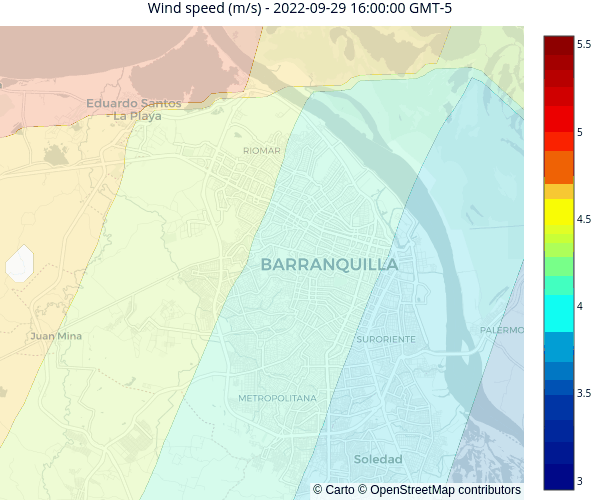 Wind speed (m/s) - 2022-09-29 16:00:00 GMT-5
5.5
Eduardo Santos
La Playa
5
RIOMAR
4.5
BARRANQUILLA
4
PALERMO
Juan Mina
SURORIENTE
3.5
METROPOLITANA
Soledad
3
© Carto © OpenStreetMap contributors